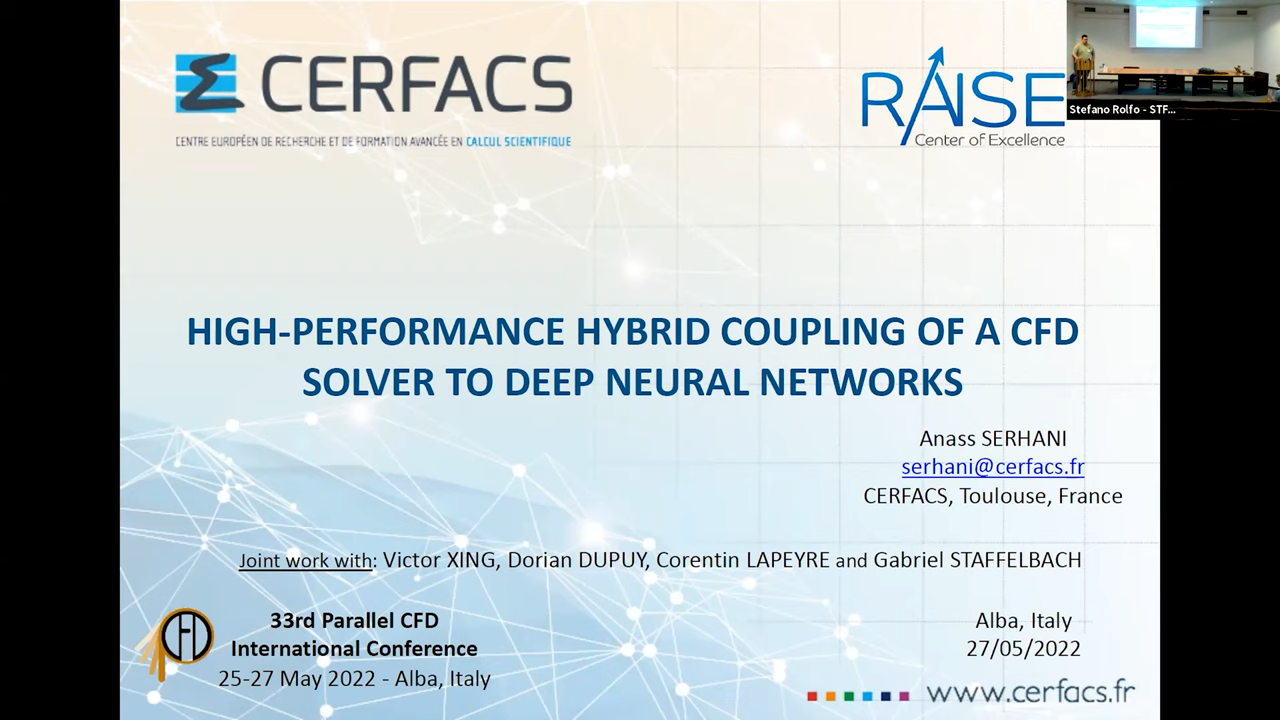 CERFACS
CENTRE EUROPÉEN DE RECHERCHE ET DE FORMATION AVANCÉE EN CALCUL SCIENTIFIQUE
RAISE
Center of Excellence
Stefano Rolfo - STF...
HIGH-PERFORMANCE HYBRID COUPLING OF A CFD
SOLVER TO DEEP NEURAL NETWORKS
Anass SERHANI
serhani@cerfacs.fr
CERFACS, Toulouse, France
Joint work with: Victor XING, Dorian DUPUY, Corentin LAPEYRE and Gabriel STAFFELBACH
CFD
33rd Parallel CFD
International Conference
25-27 May 2022 - Alba, Italy
Alba, Italy
27/05/2022
www.cerfacs.fr